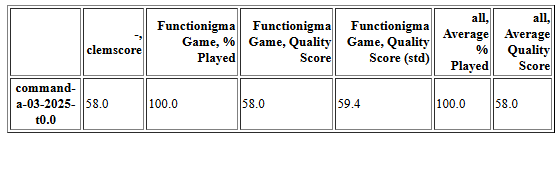 -,
clemscore
Functionigma
Game, %
Played
Functionigma
Game, Quality
Score
Functionigma
Game, Quality
Score (std)
all,
Average
%
Played
all,
Average
Quality
Score
command-
a-03-2025-
t0.0
58.0
100.0
58.0
59.4
100.0
58.0